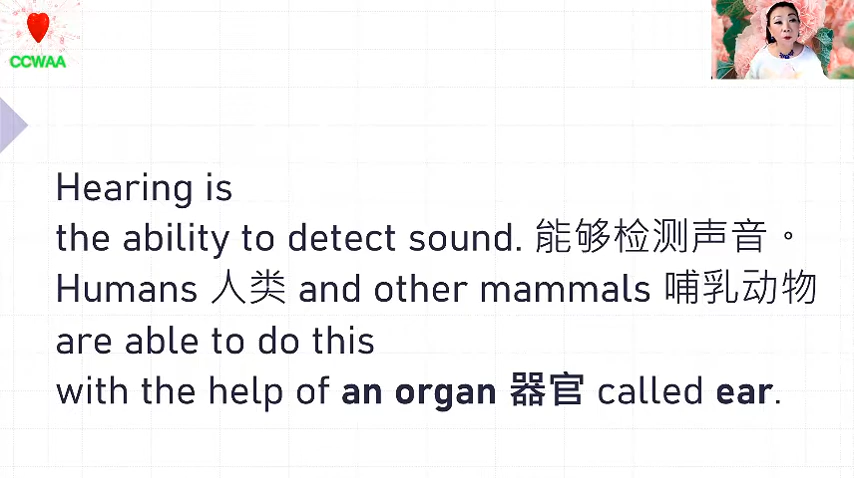 CCWAA
Hearing is
the ability to detect sound. 能够检测声音。
Humans 人类 and other mammals 哺乳动物
are able to do this
with the help of an organ 器官 called ear.